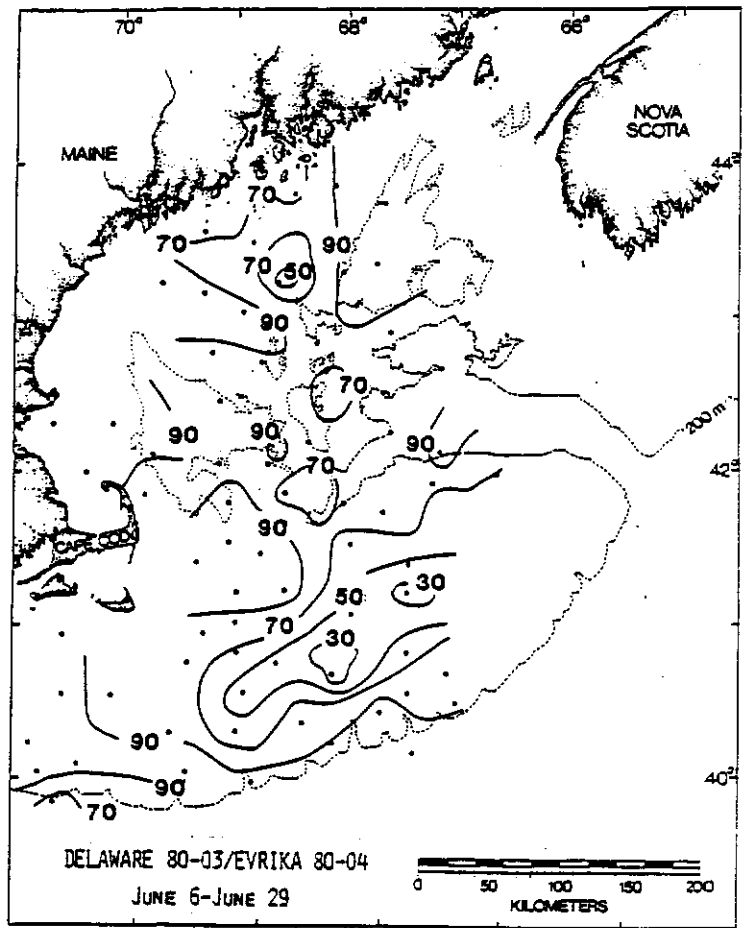 70° 68° 66°
NOVA
SCOTIA
MAINE
44°
70
70
90
70 50
90
70
200 m
90 90 90
42°
70
90
CAPE COD
30
50
70
30
90
90
40°
70
DELAWARE 80-03/EVRIKA 80-04
JUNE 6-JUNE 29
0 50 100 150 200
KILOMETERS